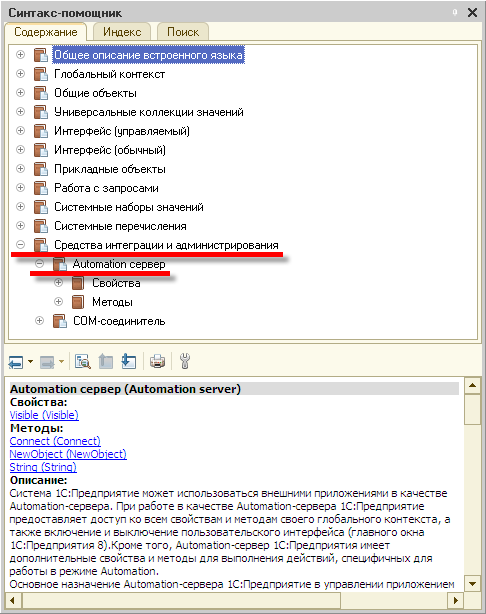 Синтакс-помощник
Содержание Индекс Поиск
Общее описание встроенного языка
Глобальный контекст
Общие объекты
Универсальные коллекции значений
Интерфейс (управляемый)
Интерфейс (обычный)
Прикладные объекты
Работа с запросами
Системные наборы значений
Системные перечисления
Средства интеграции и администрирования
Automation сервер
Свойства
Методы
COM-соединитель
Automation сервер (Automation server)
Свойства:
Visible (Visible)
Методы:
Connect (Connect)
NewObject (NewObject)
String (String)
Описание:
Система 1С:Предприятие может использоваться внешними приложениями в качестве
Automation-сервера. При работе в качестве Automation-сервера 1С:Предприятие
предоставляет доступ ко всем свойствам и методам своего глобального контекста, а
также включение и выключение пользовательского интерфейса (главного окна
1С:Предприятия 8).Кроме того, Automation-сервер 1С:Предприятия имеет
дополнительные свойства и методы для выполнения действий, специфичных для
работы в режиме Automation.
Основное назначение Automation-сервера 1С:Предприятие в управлении приложением